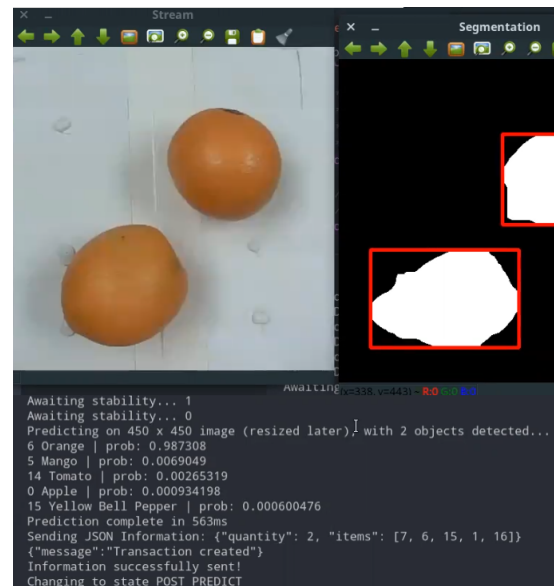 Stream
Segmentation
Awaiting
(x=338, y=443) ~ R:0 G:0 B:0
Awaiting stability... 1
Awaiting stability... 0
Predicting on 450 x 450 image (resized later), with 2 objects detected...
6 Orange | prob: 0.987308
5 Mango | prob: 0.0069049
14 Tomato | prob: 0.00265319
0 Apple | prob: 0.000934198
15 Yellow Bell Pepper | prob: 0.000600476
Prediction complete in 563ms
Sending JSON Information: {"quantity": 2, "items": [7, 6, 15, 1, 16]}
{"message":"Transaction created"}
Information successfully sent!
Changing to state POST PREDICT